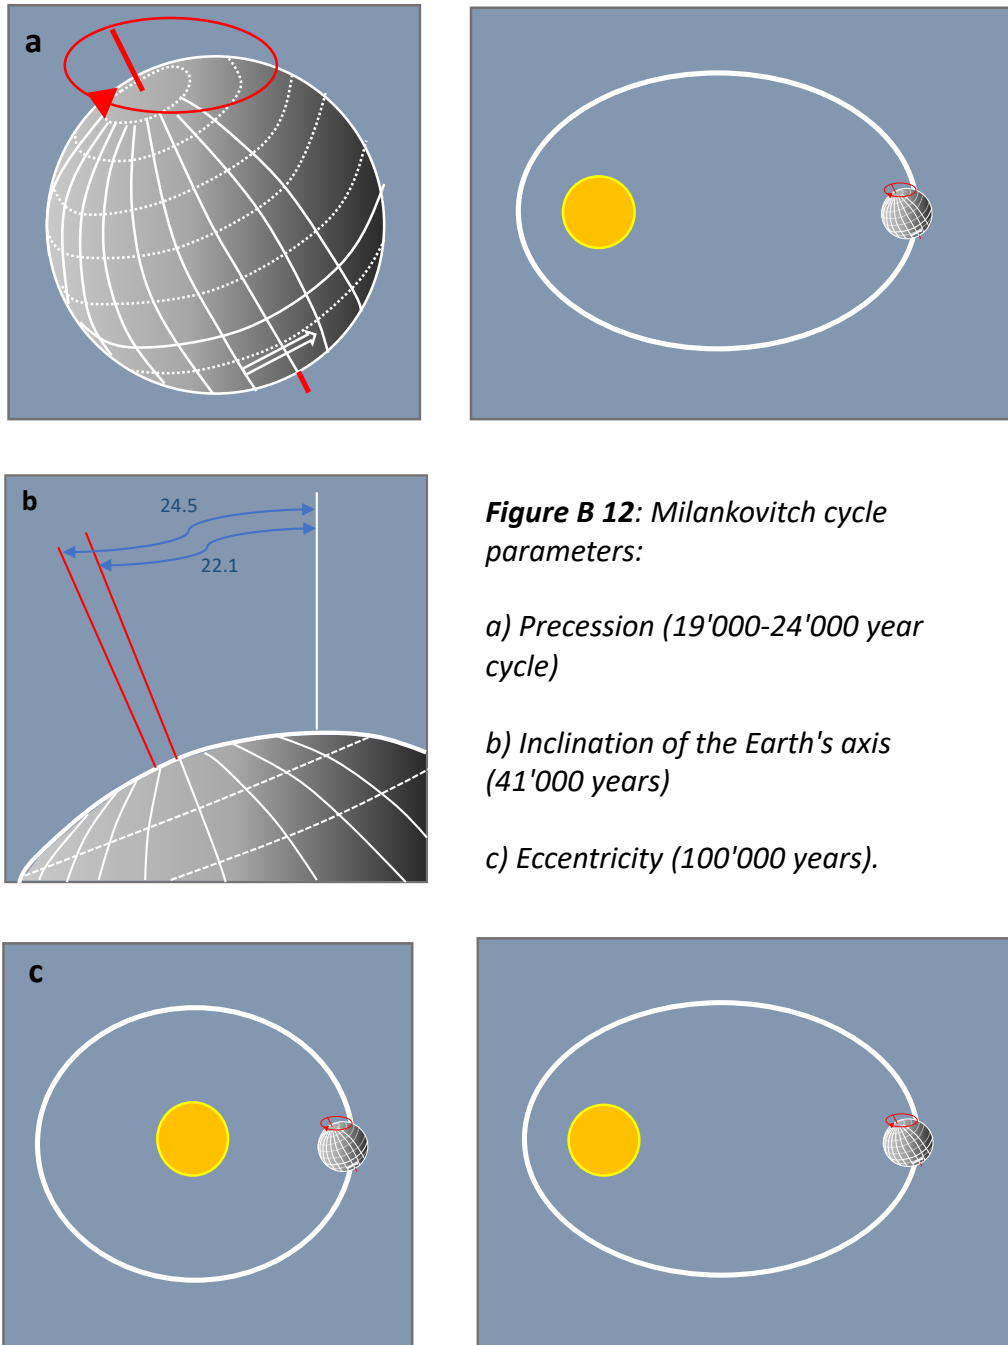 a
b
24.5
22.1
Figure B 12: Milankovitch cycle
parameters:
a) Precession (19'000-24'000 year
cycle)
b) Inclination of the Earth's axis
(41'000 years)
c) Eccentricity (100'000 years).
c